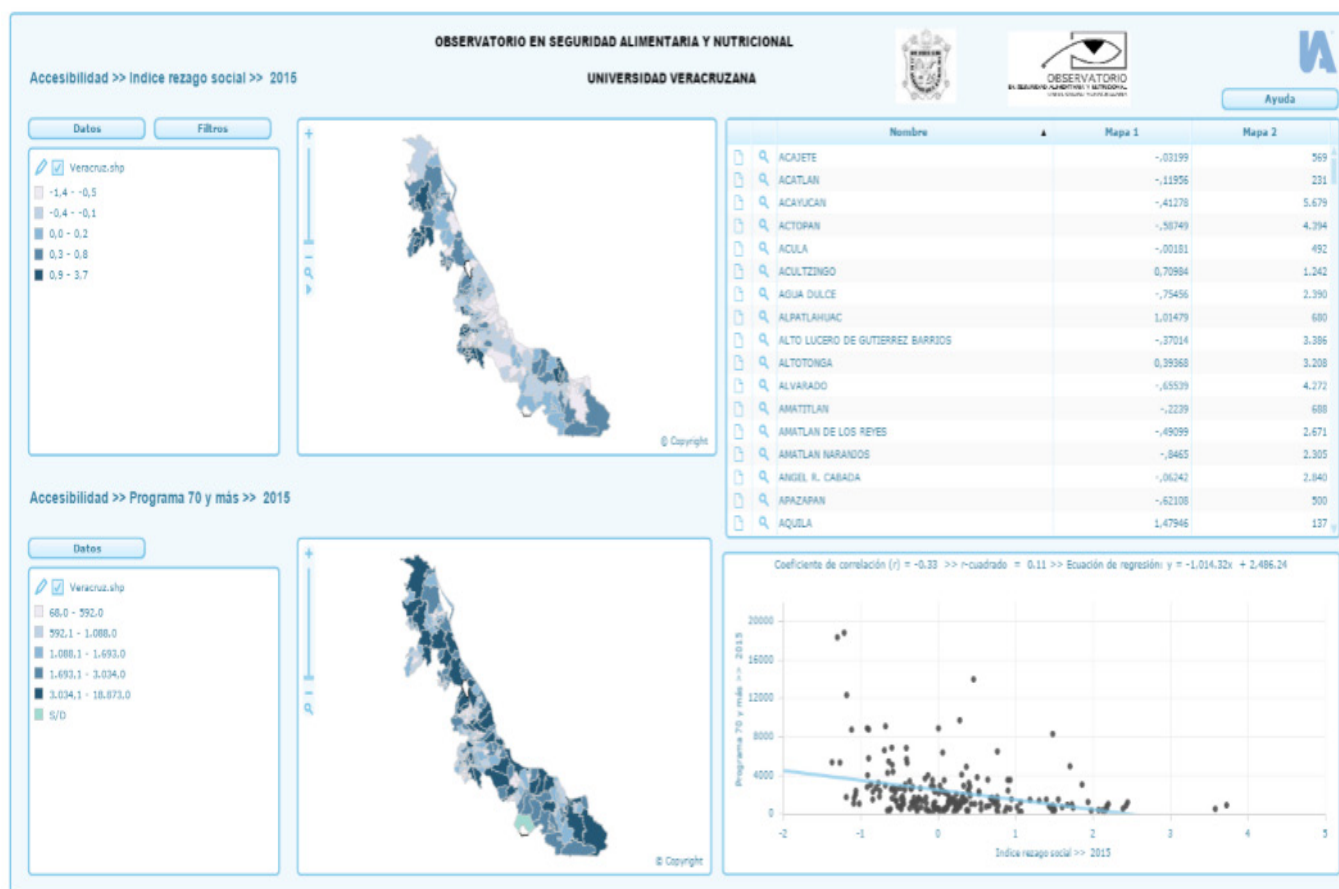 OBSERVATORIO EN SEGURIDAD ALIMENTARIA Y NUTRICIONAL
UNIVERSIDAD VERACRUZANA
OBSERVATORIO
Accesibilidad >> Indice rezago social >> 2015
Ayuda
Datos
Filtros
Veracruz.shp
-1,4 - -0,5
-0,4 - -0,1
0,0 - 0,2
0,3 - 0,8
0,9 - 3,7
© Copyright
Nombre Mapa 1 Mapa 2
ACAJETE -,03199 569
ACATLAN -,11956 231
ACAYUCAN -,41278 5.679
ACTOPAN -,58749 4.394
ACULA -,00181 492
ACULTZINGO 0,70984 1.242
AGUA DULCE -,75456 2.390
ALPATLAHUAC 1,01479 680
ALTO LUCERO DE GUTIERREZ BARRIOS -,37014 3.386
ALTOTONGA 0,39368 3.208
ALVARADO -,65539 4.272
AMATITLAN -,2239 688
AMATLAN DE LOS REYES -,49099 2.671
AMATLAN NARANJOS -,8465 2.305
ANGEL R. CABADA -,06242 2.840
APAZAPAN -,62108 500
AQUILA 1,47946 137
Accesibilidad >> Programa 70 y más >> 2015
Datos
Veracruz.shp
68,0 - 592,0
592,1 - 1.088,0
1.088,1 - 1.693,0
1.693,1 - 3.034,0
3.034,1 - 18.873,0
S/D
© Copyright
Coeficiente de correlación (r) = -0.33 >> r-cuadrado = 0.11 >> Ecuación de regresión: y = -1,014.32x + 2,486.24
Programa 70 y más >> 2015
20000
16000
12000
8000
4000
0
-2 -1 0 1 2 3 4 5
Indice rezago social >> 2015